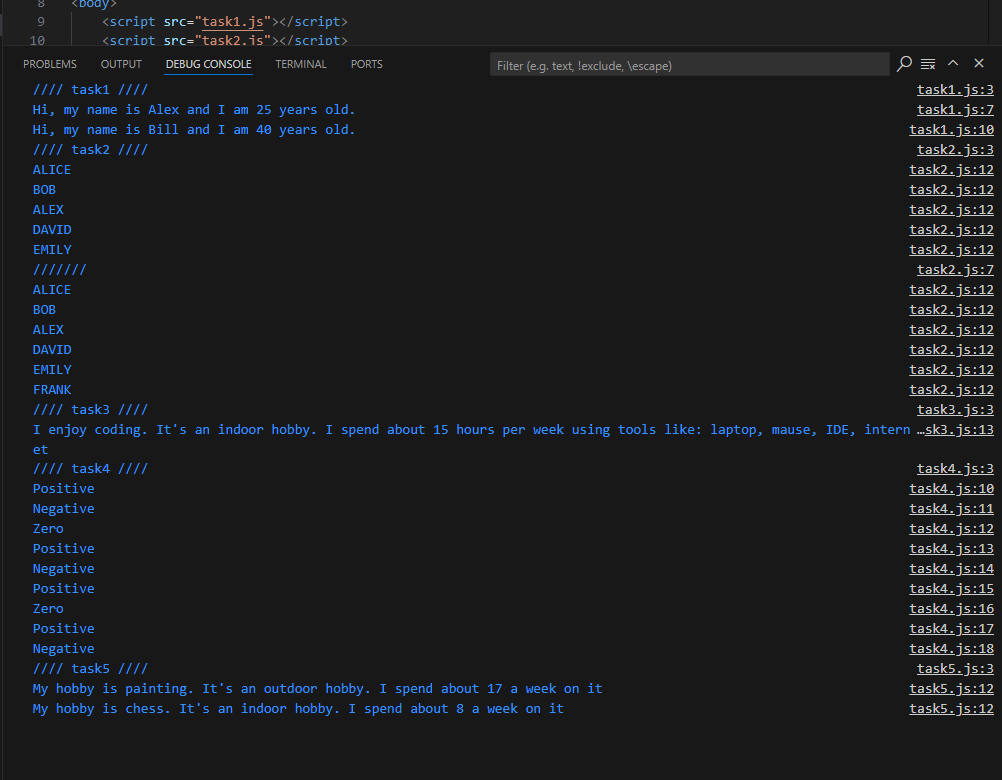 8 <body>
9 <script src="task1.js"></script>
10 <script src="task2.js"></script>
PROBLEMS OUTPUT DEBUG CONSOLE TERMINAL PORTS Filter (e.g. text, !exclude, \escape)
//// task1 //// task1.js:3
Hi, my name is Alex and I am 25 years old. task1.js:7
Hi, my name is Bill and I am 40 years old. task1.js:10
//// task2 //// task2.js:3
ALICE task2.js:12
BOB task2.js:12
ALEX task2.js:12
DAVID task2.js:12
EMILY task2.js:12
/////// task2.js:7
ALICE task2.js:12
BOB task2.js:12
ALEX task2.js:12
DAVID task2.js:12
EMILY task2.js:12
FRANK task2.js:12
//// task3 //// task3.js:3
I enjoy coding. It's an indoor hobby. I spend about 15 hours per week using tools like: laptop, mause, IDE, intern …sk3.js:13
et
//// task4 //// task4.js:3
Positive task4.js:10
Negative task4.js:11
Zero task4.js:12
Positive task4.js:13
Negative task4.js:14
Positive task4.js:15
Zero task4.js:16
Positive task4.js:17
Negative task4.js:18
//// task5 //// task5.js:3
My hobby is painting. It's an outdoor hobby. I spend about 17 a week on it task5.js:12
My hobby is chess. It's an indoor hobby. I spend about 8 a week on it task5.js:12